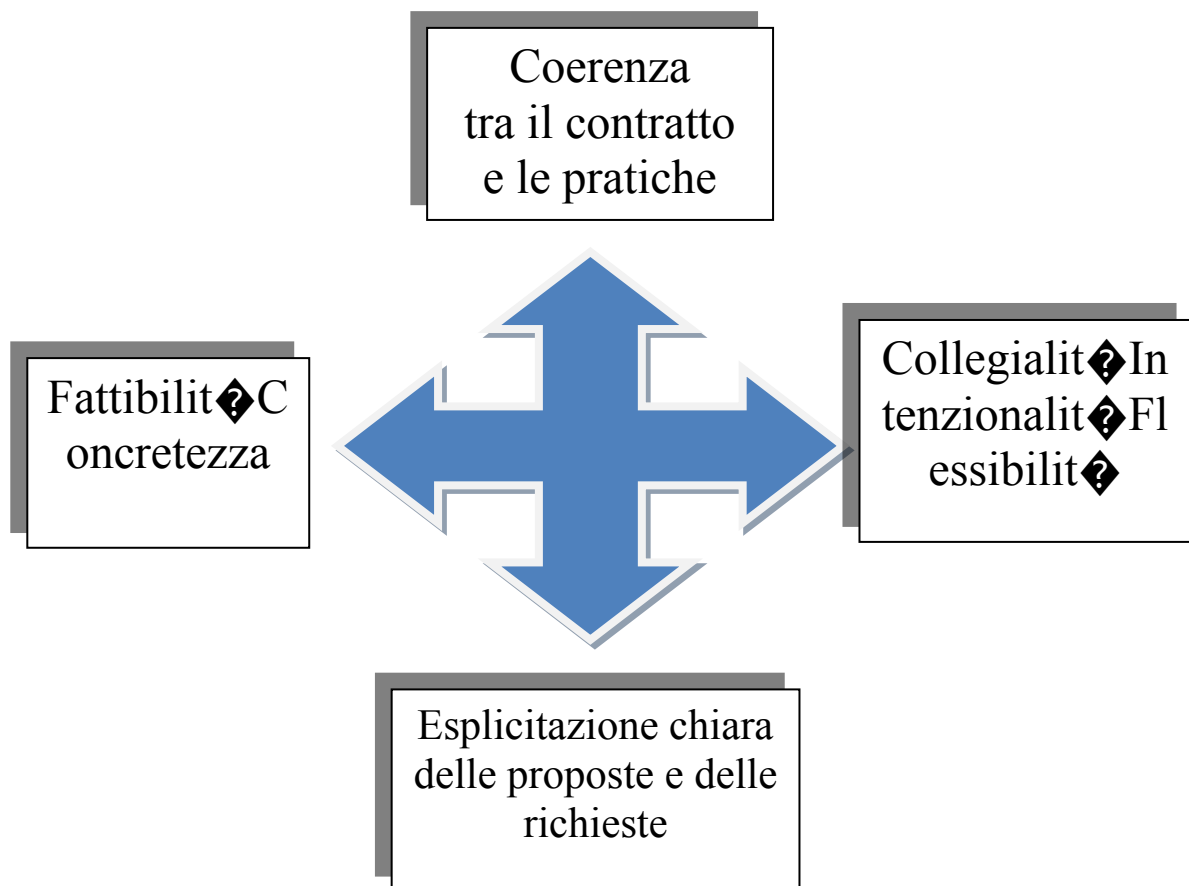 Coerenza
tra il contratto
e le pratiche
Fattibilit�C
oncretezza
Collegialit�In
tenzionalit�Fl
essibilit�
Esplicitazione chiara
delle proposte e delle
richieste